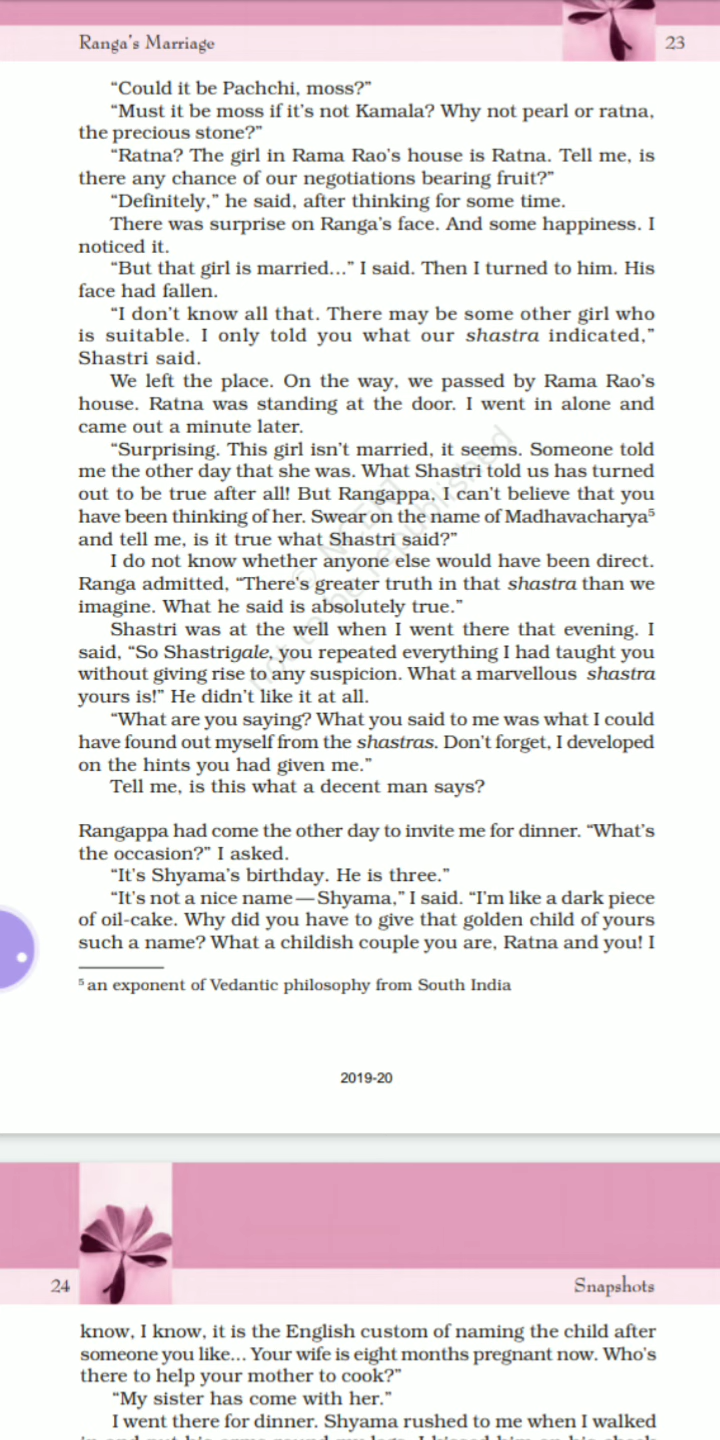 Ranga's Marriage
23
"Could it be Pachchi, moss?"
"Must it be moss if it's not Kamala? Why not pearl or ratna,
the precious stone?"
"Ratna? The girl in Rama Rao's house is Ratna. Tell me, is
there any chance of our negotiations bearing fruit?"
"Definitely," he said, after thinking for some time.
There was surprise on Ranga's face. And some happiness. I
noticed it.
"But that girl is married..." I said. Then I turned to him. His
face had fallen.
"I don't know all that. There may be some other girl who
is suitable. I only told you what our shastra indicated,"
Shastri said.
We left the place. On the way, we passed by Rama Rao's
house. Ratna was standing at the door. I went in alone and
came out a minute later.
"Surprising. This girl isn't married, it seems. Someone told
me the other day that she was. What Shastri told us has turned
out to be true after all! But Rangappa, I can't believe that you
have been thinking of her. Swear on the name of Madhavacharya⁵
and tell me, is it true what Shastri said?"
I do not know whether anyone else would have been direct.
Ranga admitted, "There's greater truth in that shastra than we
imagine. What he said is absolutely true."
Shastri was at the well when I went there that evening. I
said, "So Shastrigale, you repeated everything I had taught you
without giving rise to any suspicion. What a marvellous shastra
yours is!" He didn't like it at all.
"What are you saying? What you said to me was what I could
have found out myself from the shastras. Don't forget, I developed
on the hints you had given me."
Tell me, is this what a decent man says?
Rangappa had come the other day to invite me for dinner. "What's
the occasion?" I asked.
"It's Shyama's birthday. He is three."
"It's not a nice name—Shyama," I said. "I'm like a dark piece
of oil-cake. Why did you have to give that golden child of yours
such a name? What a childish couple you are, Ratna and you! I
⁵ an exponent of Vedantic philosophy from South India
2019-20
24
Snapshots
know, I know, it is the English custom of naming the child after
someone you like... Your wife is eight months pregnant now. Who's
there to help your mother to cook?"
"My sister has come with her."
I went there for dinner. Shyama rushed to me when I walked